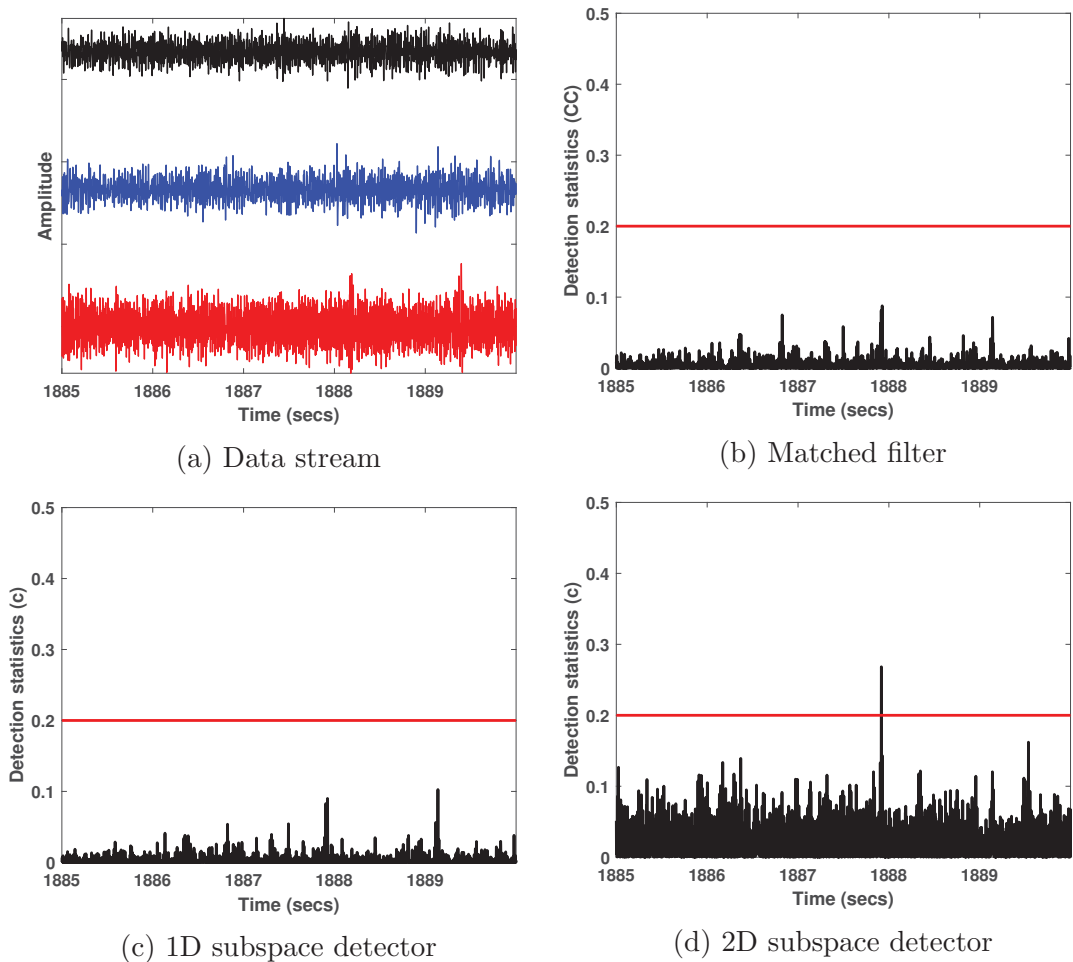 Amplitude
1885 1886 1887 1888 1889
Time (secs)
(a) Data stream
Detection statistics (CC)
0.5
0.4
0.3
0.2
0.1
0
1885 1886 1887 1888 1889
Time (secs)
(b) Matched filter
Detection statistics (c)
0.5
0.4
0.3
0.2
0.1
0
1885 1886 1887 1888 1889
Time (secs)
(c) 1D subspace detector
Detection statistics (c)
0.5
0.4
0.3
0.2
0.1
0
1885 1886 1887 1888 1889
Time (secs)
(d) 2D subspace detector